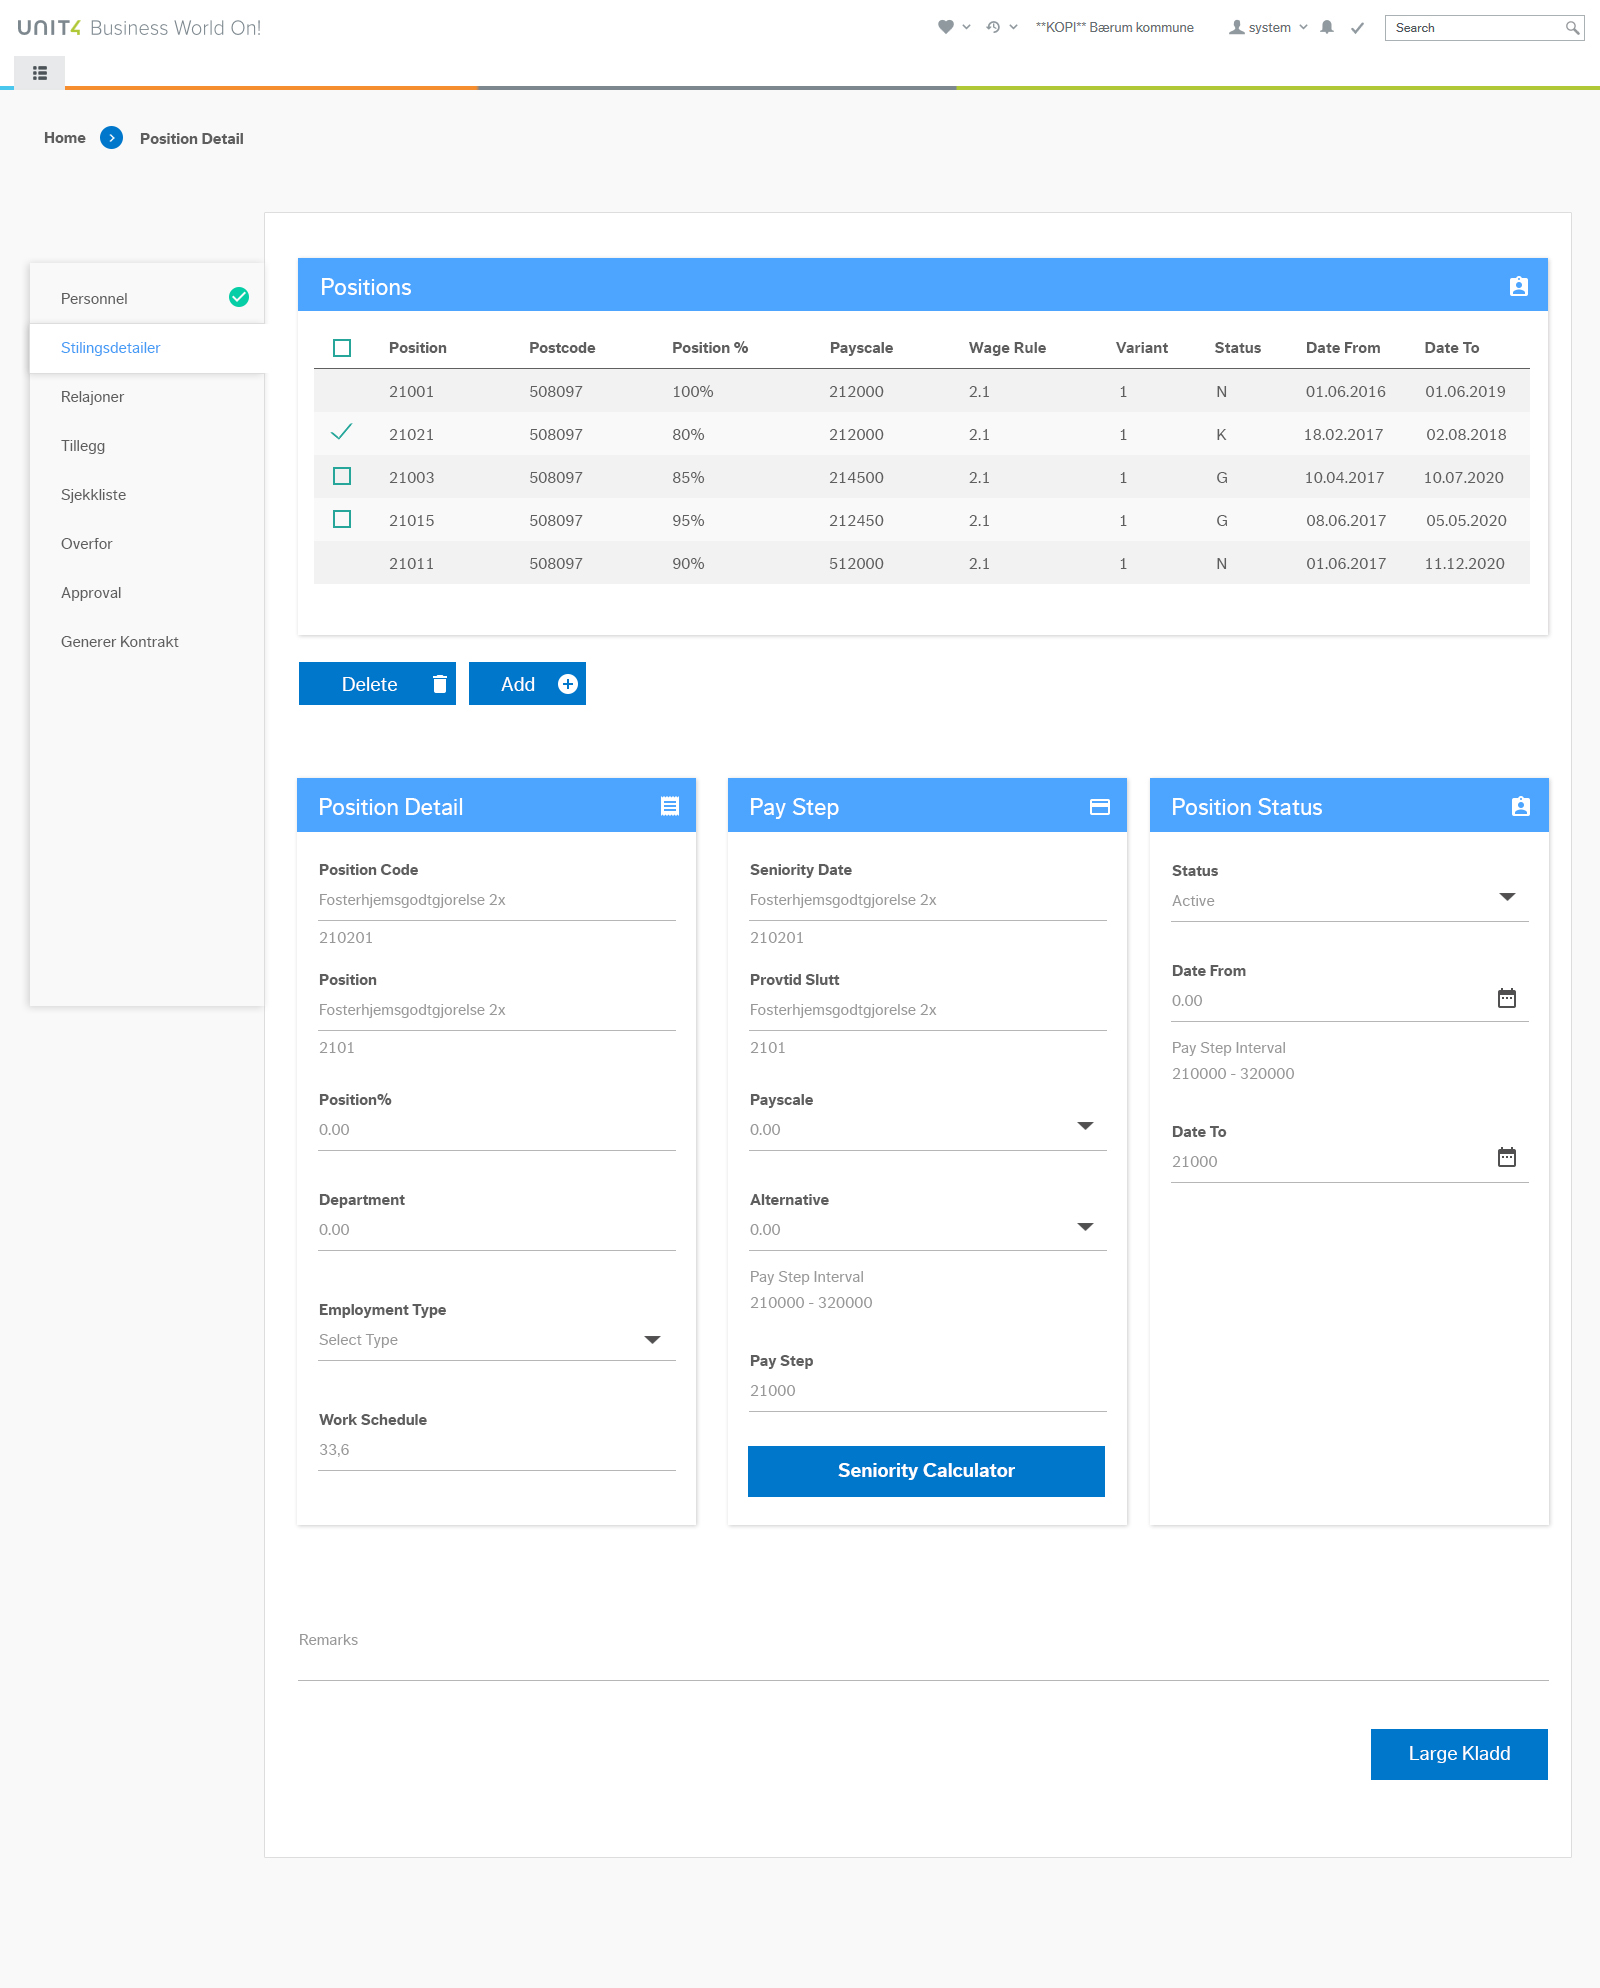 UNIT4 Business World On!
**KOPI** Bærum kommune
system
Search
Home
Position Detail
Personnel
Stilingsdetailer
Relajoner
Tillegg
Sjekkliste
Overfor
Approval
Generer Kontrakt
Positions
Position Postcode Position % Payscale Wage Rule Variant Status Date From Date To
21001 508097 100% 212000 2.1 1 N 01.06.2016 01.06.2019
21021 508097 80% 212000 2.1 1 K 18.02.2017 02.08.2018
21003 508097 85% 214500 2.1 1 G 10.04.2017 10.07.2020
21015 508097 95% 212450 2.1 1 G 08.06.2017 05.05.2020
21011 508097 90% 512000 2.1 1 N 01.06.2017 11.12.2020
Delete
Add
Position Detail
Position Code
Fosterhjemsgodtgjorelse 2x
210201
Position
Fosterhjemsgodtgjorelse 2x
2101
Position%
0.00
Department
0.00
Employment Type
Select Type
Work Schedule
33,6
Pay Step
Seniority Date
Fosterhjemsgodtgjorelse 2x
210201
Provtid Slutt
Fosterhjemsgodtgjorelse 2x
2101
Payscale
0.00
Alternative
0.00
Pay Step Interval
210000 - 320000
Pay Step
21000
Seniority Calculator
Position Status
Status
Active
Date From
0.00
Pay Step Interval
210000 - 320000
Date To
21000
Remarks
Large Kladd